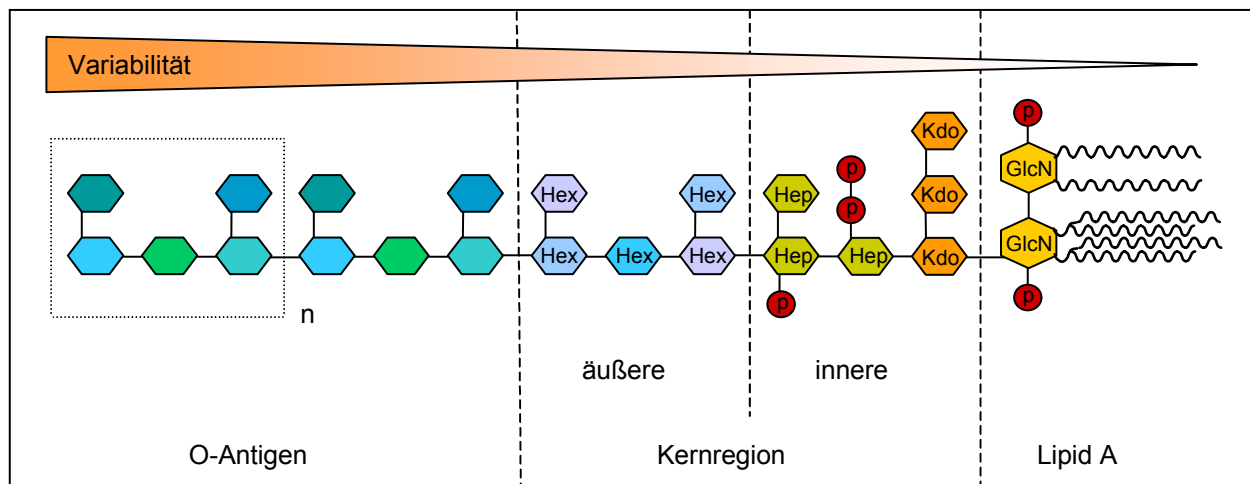 Variabilität
p
Kdo
GlcN
p
Hex
Hex
Hep
p
Kdo
GlcN
Hex
Hex
Hex
Hep
Hep
Kdo
p
p
n
äußere
innere
O-Antigen
Kernregion
Lipid A